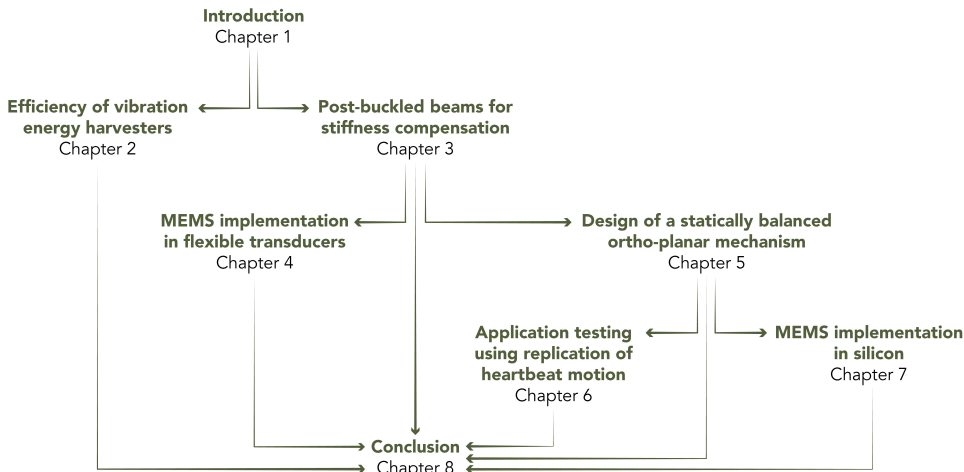 Introduction
Chapter 1
Efficiency of vibration
energy harvesters
Chapter 2
Post-buckled beams for
stiffness compensation
Chapter 3
MEMS implementation
in flexible transducers
Chapter 4
Design of a statically balanced
ortho-planar mechanism
Chapter 5
Application testing
using replication of
heartbeat motion
Chapter 6
MEMS implementation
in silicon
Chapter 7
Conclusion
Chapter 8